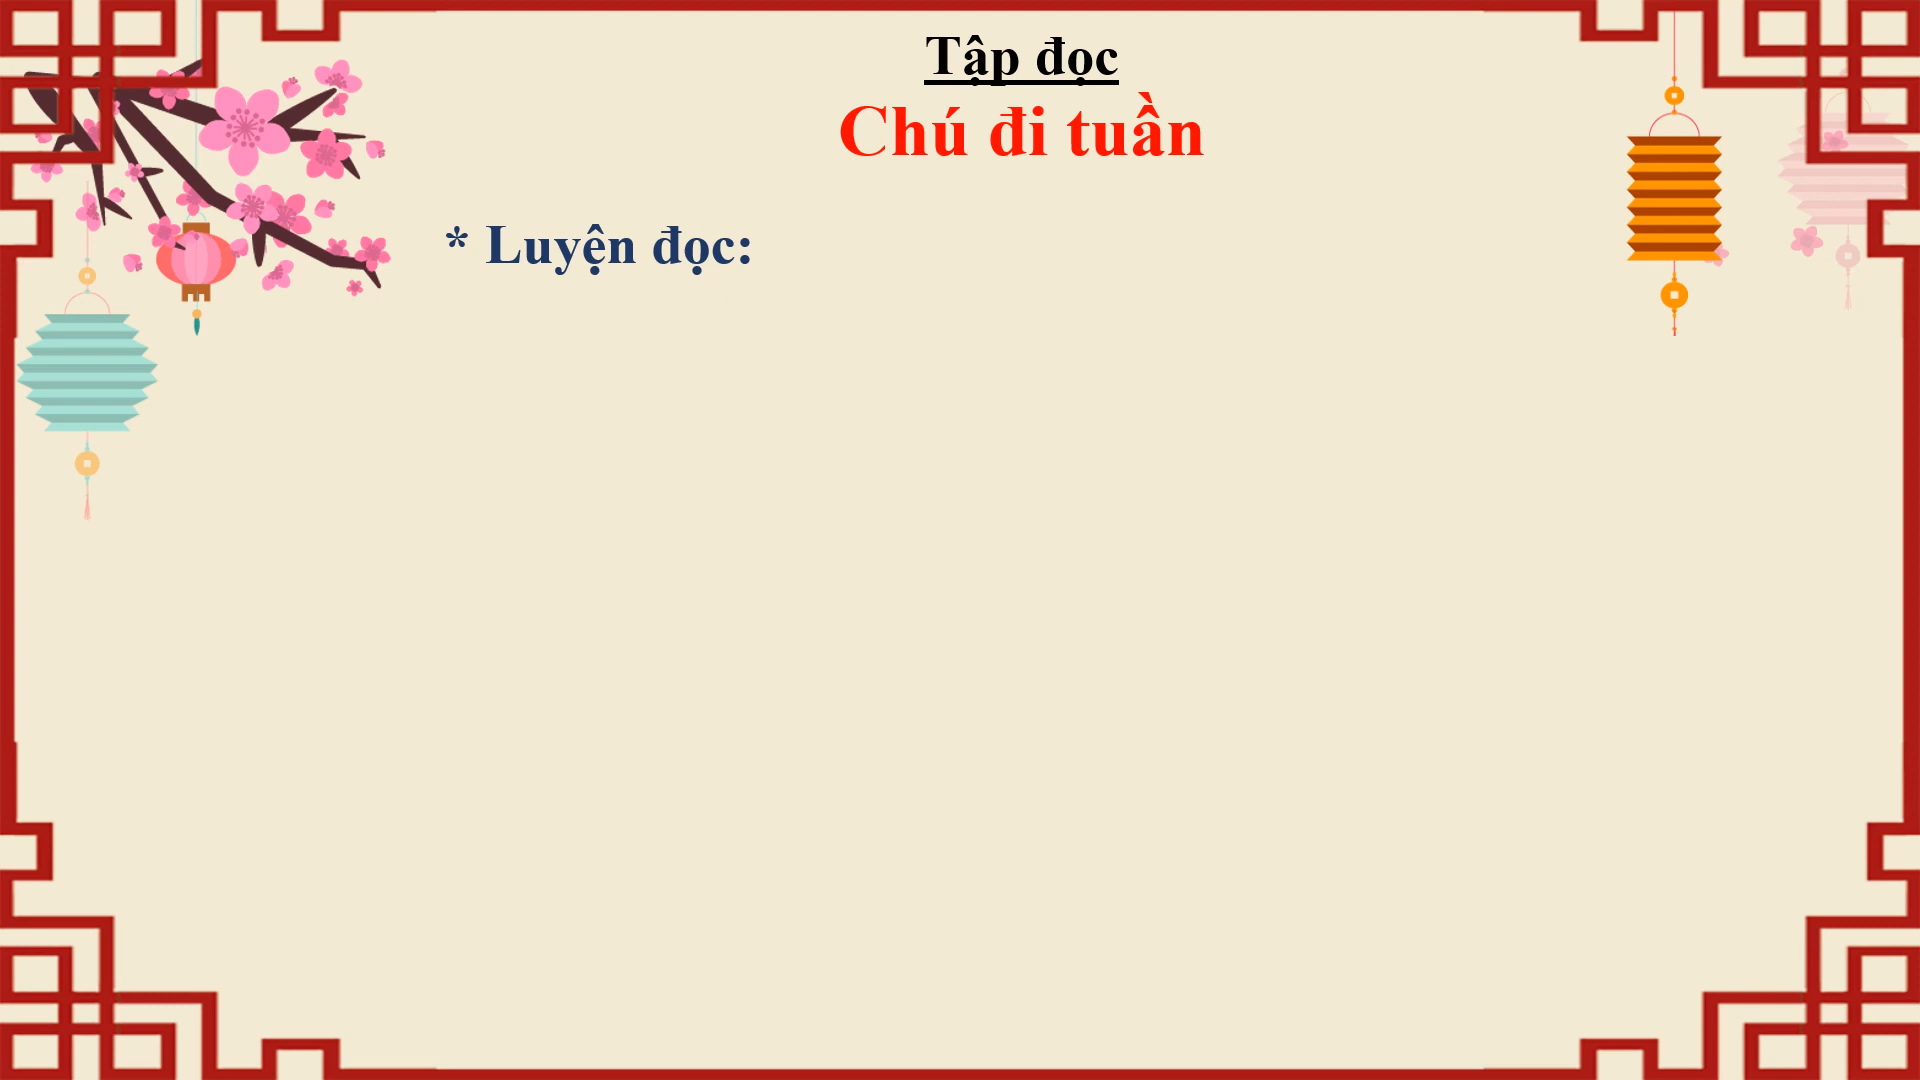 Tập đọc
Chú đi tuần
* Luyện đọc: